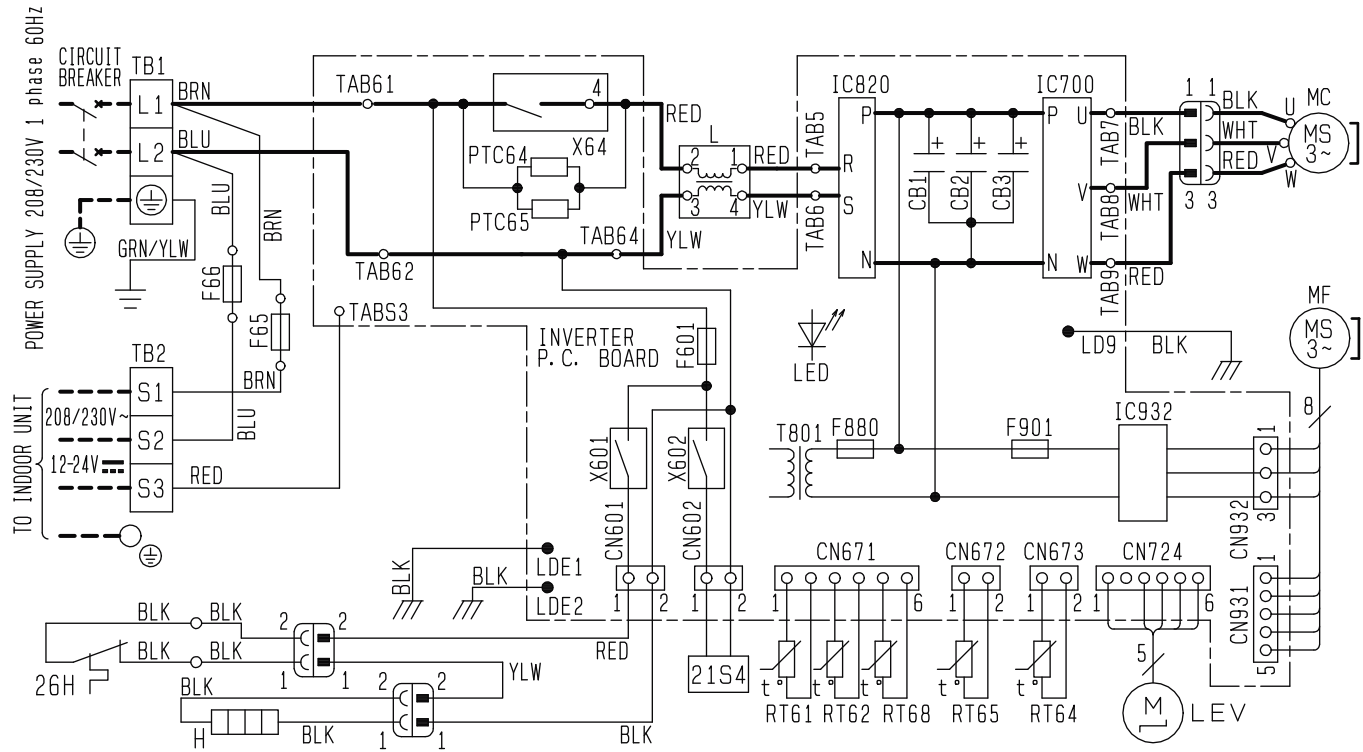 POWER SUPPLY 208/230V 1 phase 60Hz
CIRCUIT
BREAKER
TB1
L1
L2
BRN
BLU
GRN/YLW
BLU
BRN
F66
F65
TAB61
TAB62
TABS3
4
X64
PTC64
PTC65
TAB64
RED
YLW
L
2
1
3
4
RED
YLW
TAB5
TAB6
IC820
P
R
S
N
+
+
+
CB1
CB2
CB3
IC700
P
U
V
N
W
TAB7
TAB8
TAB9
BLK
WHT
RED
1
1
3
3
BLK
WHT
RED
U
V
W
MC
MS
3~
MF
MS
3~
8
TO INDOOR UNIT
208/230V~
12-24V
TB2
S1
S2
S3
BRN
BLU
RED
INVERTER
P.C. BOARD
F601
X601
X602
CN601
CN602
1
2
1
2
LED
LD9
BLK
T801
F880
F901
IC932
1
3
CN932
1
5
CN931
LDE1
LDE2
BLK
BLK
CN671
1
6
CN672
1
2
CN673
1
2
CN724
1
6
t°
RT61
t°
RT62
RT68
t°
RT65
t°
RT64
5
M
LEV
21S4
BLK
BLK
2
2
BLK
BLK
1
1
26H
RED
YLW
BLK
2
2
1
1
H
BLK
BLK